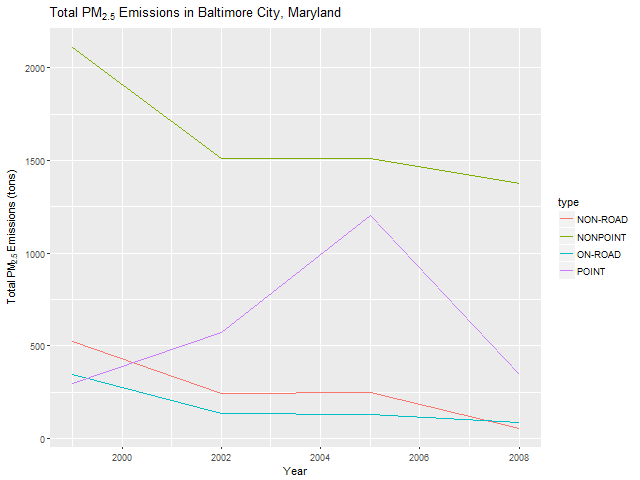 Total PM2.5 Emissions in Baltimore City, Maryland
Total PM2.5 Emissions (tons)
2000
1500
1000
500
0
2000
2002
2004
2006
2008
Year
type
NON-ROAD
NONPOINT
ON-ROAD
POINT